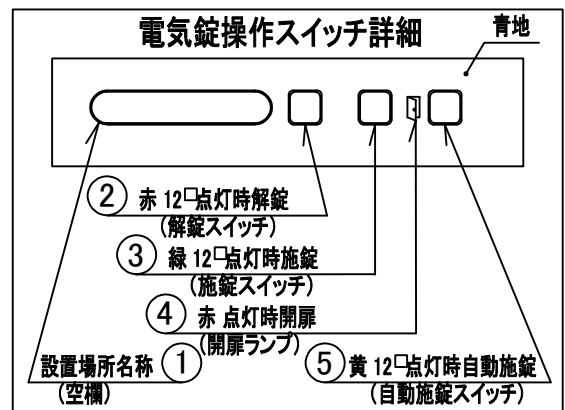 電気錠操作スイッチ詳細
青地
② 赤 12□点灯時解錠
(解錠スイッチ)
③ 緑 12□点灯時施錠
(施錠スイッチ)
④ 赤 点灯時開扉
(開扉ランプ)
設置場所名称 ①
(空欄)
⑤ 黄 12□点灯時自動施錠
(自動施錠スイッチ)